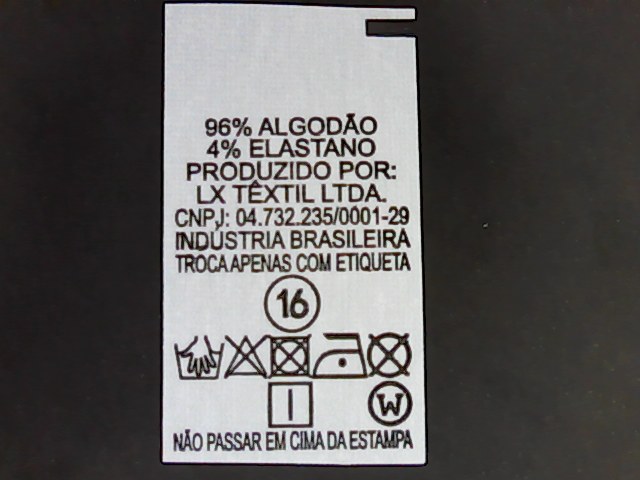 96% ALGODÃO
4% ELASTANO
PRODUZIDO POR:
LX TÊXTIL LTDA.
CNPJ: 04.732.235/0001-29
INDÚSTRIA BRASILEIRA
TROCA APENAS COM ETIQUETA
16
W
NÃO PASSAR EM CIMA DA ESTAMPA